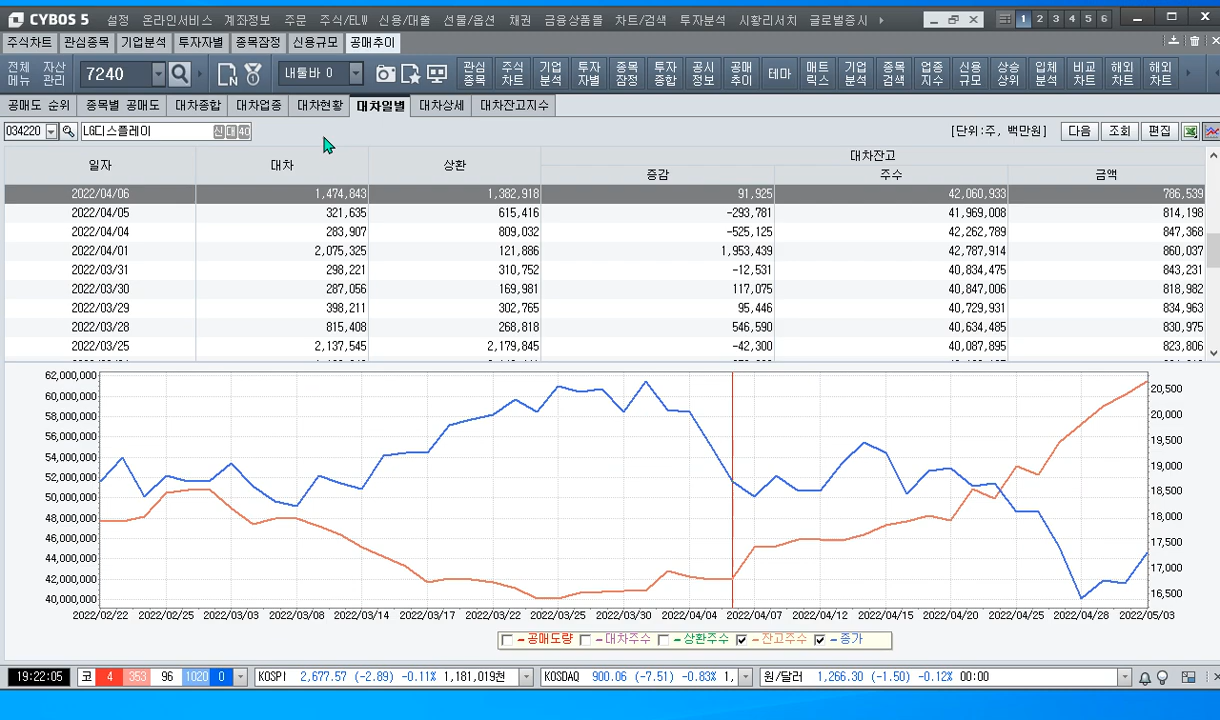 CYBOS 5 설정 온라인서비스 계좌정보 주문 주식/ELW 신용/대출 선물/옵션 채권 금융상품몰 차트/검색 투자분석 시황리서치 글로벌증시 1 2 3 4 5 6
주식차트 관심종목 기업분석 투자자별 종목잠정 신용규모 공매추이
전체메뉴 자산관리 7240 내툴바 0 관심종목 주식차트 기업분석 투자자별 종목잠정 투자종합 공시정보 공매추이 테마 매트릭스 기업분석 종목검색 업종지수 신용규모 상승상위 입체분석 비교차트 해외차트 해외차트
공매도 순위 종목별 공매도 대차종합 대차업종 대차현황 대차일별 대차상세 대차잔고지수
034220 LG디스플레이 신 대 40 [단위:주, 백만원] 다음 조회 편집
일자 대차 상환 대차잔고
증감 주수 금액
2022/04/06 1,474,843 1,382,918 91,925 42,060,933 786,539
2022/04/05 321,635 615,416 -293,781 41,969,008 814,198
2022/04/04 283,907 809,032 -525,125 42,262,789 847,368
2022/04/01 2,075,325 121,886 1,953,439 42,787,914 860,037
2022/03/31 298,221 310,752 -12,531 40,834,475 843,231
2022/03/30 287,056 169,981 117,075 40,847,006 818,982
2022/03/29 398,211 302,765 95,446 40,729,931 834,963
2022/03/28 815,408 268,818 546,590 40,634,485 830,975
2022/03/25 2,137,545 2,179,845 -42,300 40,087,895 823,806
62,000,000
60,000,000 20,500
58,000,000 20,000
56,000,000 19,500
54,000,000 19,000
52,000,000 18,500
50,000,000 18,000
48,000,000 17,500
46,000,000 17,000
44,000,000 16,500
42,000,000
40,000,000
2022/02/22 2022/02/25 2022/03/03 2022/03/08 2022/03/14 2022/03/17 2022/03/22 2022/03/25 2022/03/30 2022/04/04 2022/04/07 2022/04/12 2022/04/15 2022/04/20 2022/04/25 2022/04/28 2022/05/03
공매도량 대차주수 상환주수 잔고주수 종가
19:22:05 코 4 353 96 1020 0 KOSPI 2,677.57 (-2.89) -0.11% 1,181,019천 KOSDAQ 900.06 (-7.51) -0.83% 1, 원/달러 1,266.30 (-1.50) -0.12% 00:00